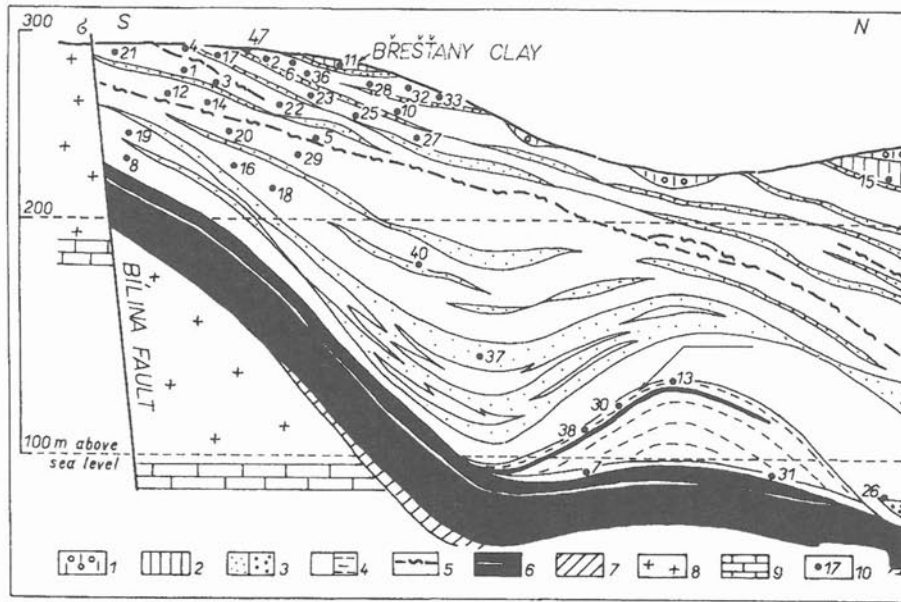 300 G S 47 N
BŘEŠŤANY CLAY
21 4 17 2 6 36 11
1 3 28 32 33
12 14 22 23 25 10
19 20 5 27 15
8 16 29
18
200
40
BÍLINA FAULT
37
13
30
38
100 m above
sea level
7 31 26
1 2 3 4 5 6 7 8 9 17 10